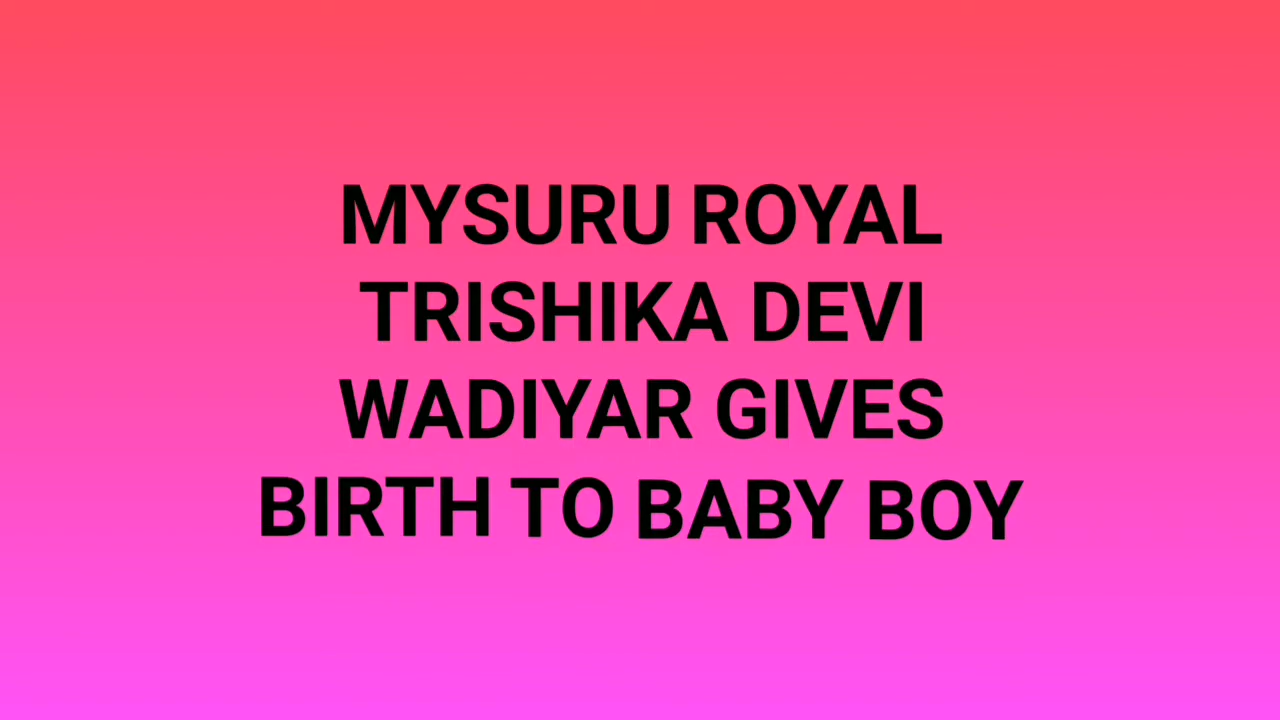 MYSURU ROYAL
TRISHIKA DEVI
WADIYAR GIVES
BIRTH TO BABY BOY